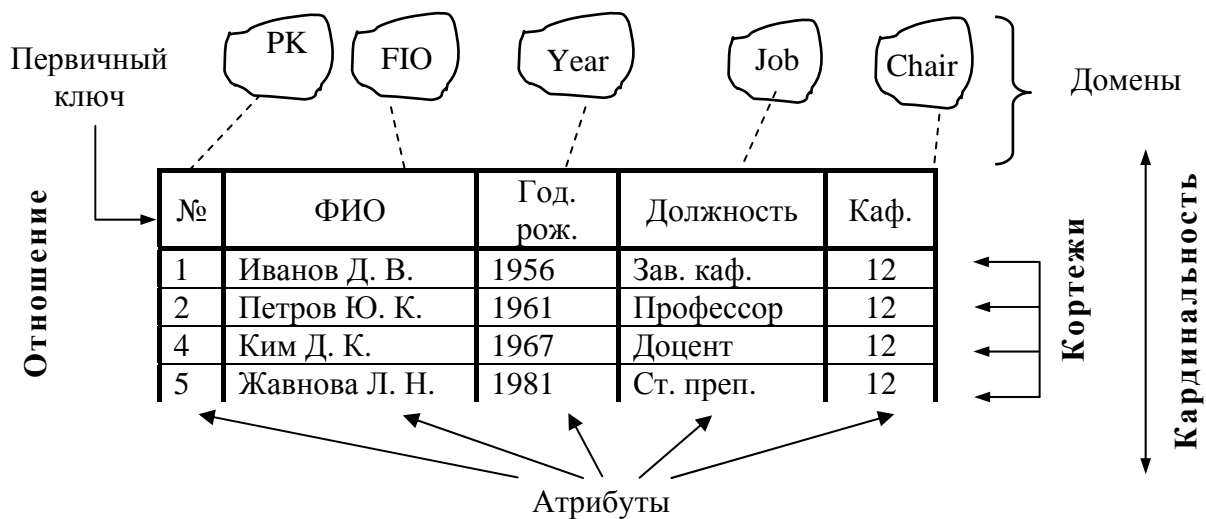 PK FIO Year Job Chair
Первичный
ключ
Домены
№ ФИО Год.
рож. Должность Каф.
1 Иванов Д. В. 1956 Зав. каф. 12
2 Петров Ю. К. 1961 Профессор 12
4 Ким Д. К. 1967 Доцент 12
5 Жавнова Л. Н. 1981 Ст. преп. 12
Отношение
Кортежи
Кардинальность
Атрибуты